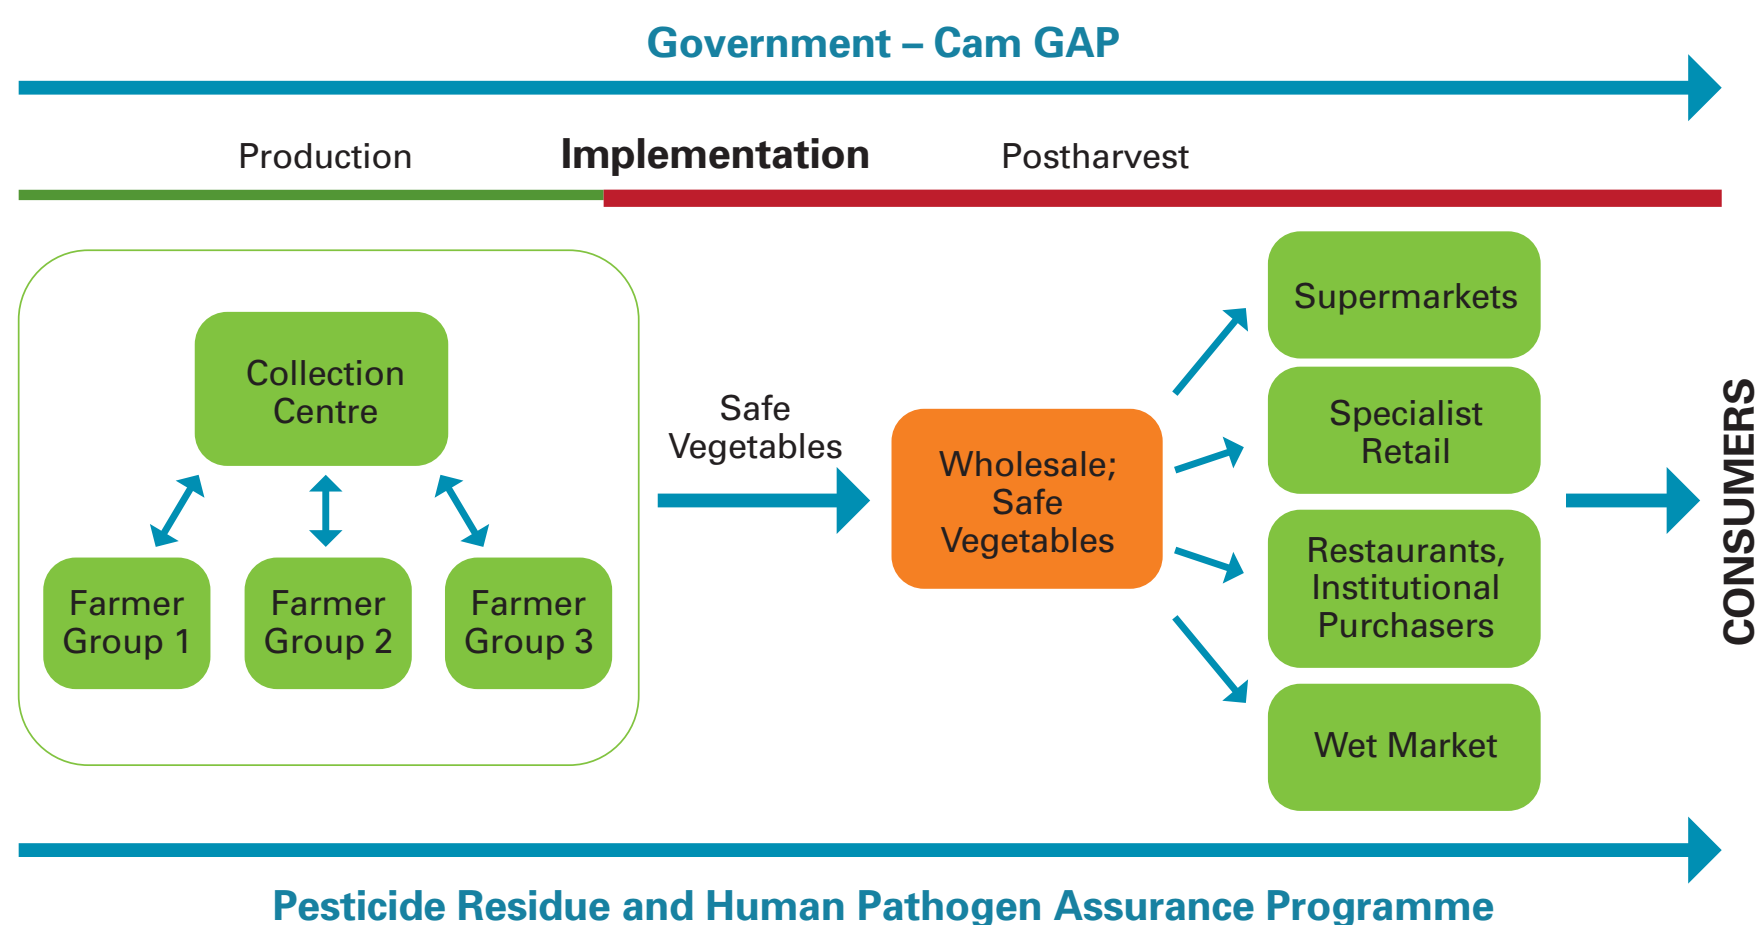 Government – Cam GAP
Production
Implementation
Postharvest
Collection
Centre
Farmer
Group 1
Farmer
Group 2
Farmer
Group 3
Safe
Vegetables
Wholesale;
Safe
Vegetables
Supermarkets
Specialist
Retail
Restaurants,
Institutional
Purchasers
Wet Market
CONSUMERS
Pesticide Residue and Human Pathogen Assurance Programme